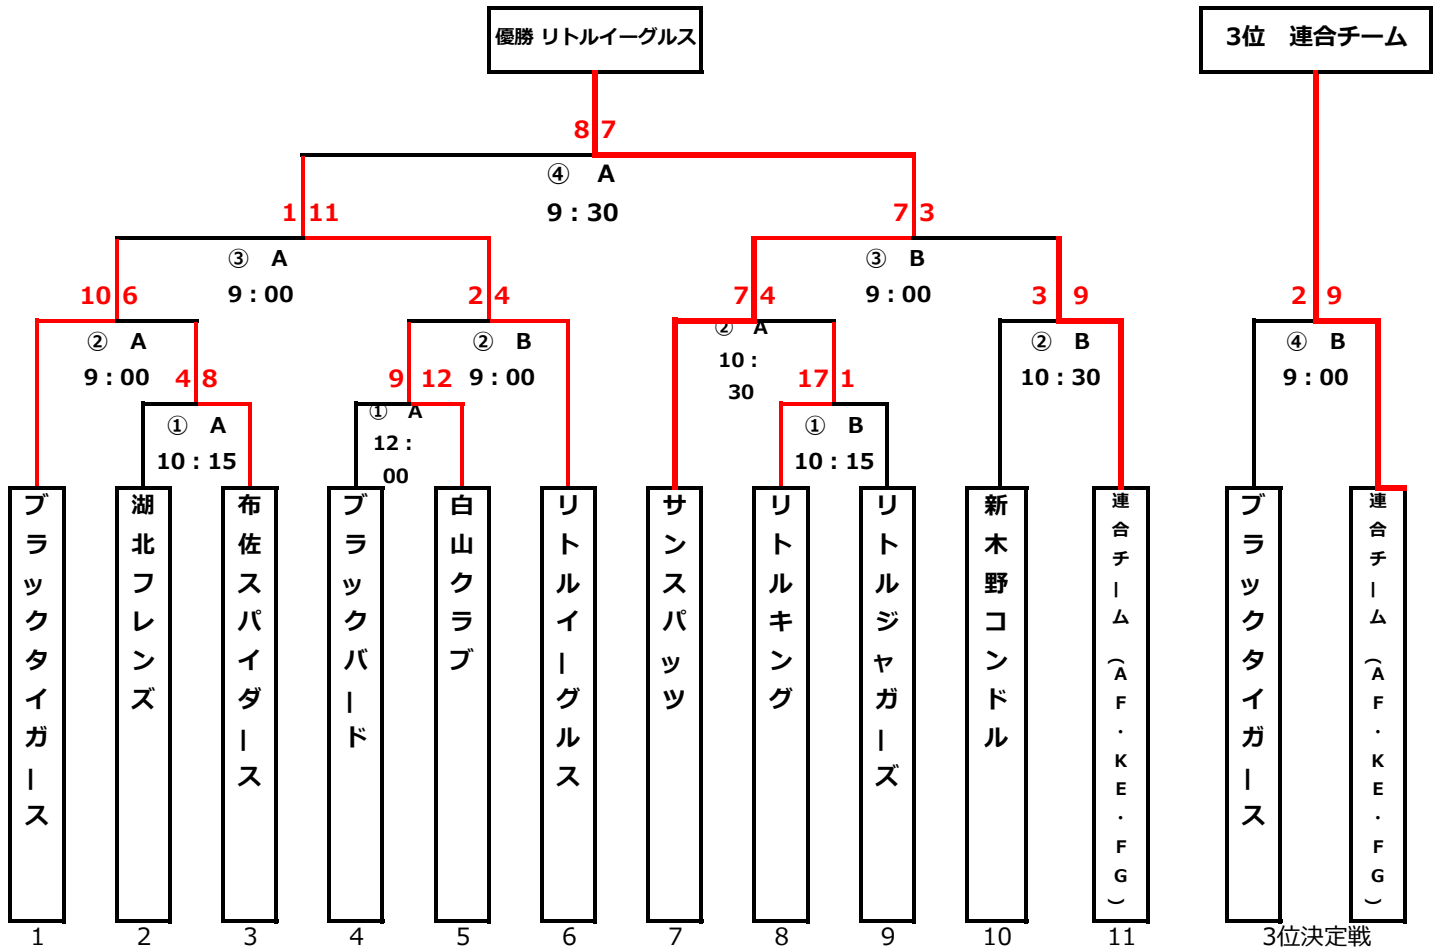 優勝 リトルイーグルス
3位　連合チーム
8 7
④ A
9：30
1 11
7 3
③ A
9：00
③ B
9：00
10 6
2 4
7 4
3 9
2 9
② A
9：00
② B
9：00
② A
10：
30
② B
10：30
④ B
9：00
4 8
9 12
17 1
① A
10：15
① A
12：
00
① B
10：15
ブラックタイガース
湖北フレンズ
布佐スパイダース
ブラックバード
白山クラブ
リトルイーグルス
サンスパッツ
リトルキング
リトルジャガーズ
新木野コンドル
連合チーム（AF・KE・FG）
ブラックタイガース
連合チーム（AF・KE・FG）
1 2 3 4 5 6 7 8 9 10 11 3位決定戦